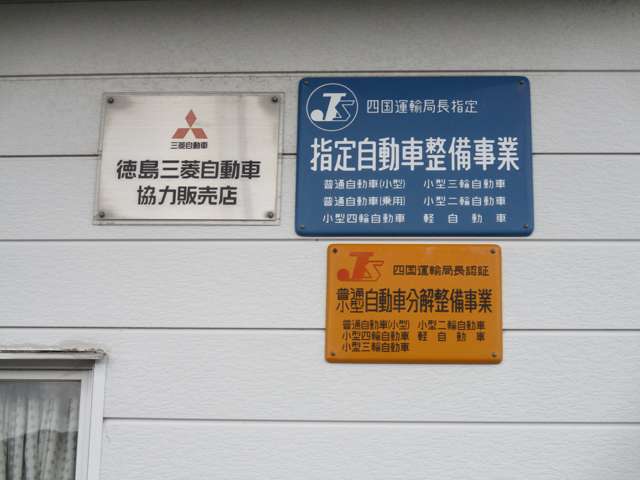 三菱自動車
徳島三菱自動車
協力販売店
JS
四国運輸局長指定
指定自動車整備事業
普通自動車(小型) 小型三輪自動車
普通自動車(乗用) 小型二輪自動車
小型四輪自動車 軽自動車
JS
四国運輸局長認証
普通小型自動車分解整備事業
普通自動車(小型) 小型二輪自動車
小型四輪自動車 軽自動車
小型三輪自動車